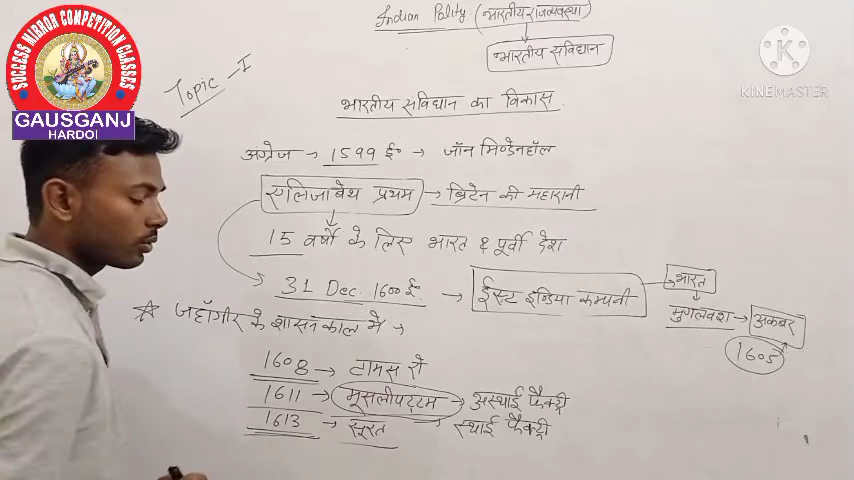 SUCCESS MIRROR COMPETITION CLASSES
GAUSGANJ
HARDOI
KINEMASTER
Indian Polity (भारतीय राजव्यवस्था)
भारतीय संविधान
Topic - I
भारतीय संविधान का विकास
अंग्रेज → 1599 ई० → जॉन मिण्डेनहॉल
एलिजाबेथ प्रथम → ब्रिटेन की महारानी
15 वर्षों के लिए भारत & पूर्वी देश
31 Dec. 1600 ई. → ईस्ट इण्डिया कम्पनी → भारत
मुगलवंश → अकबर
1605
☆ जहाँगीर के शासनकाल में →
1608 → टामस रो
1611 → मूसलीपट्टम → अस्थाई फैक्ट्री
1613 → सूरत → स्थाई फैक्ट्री